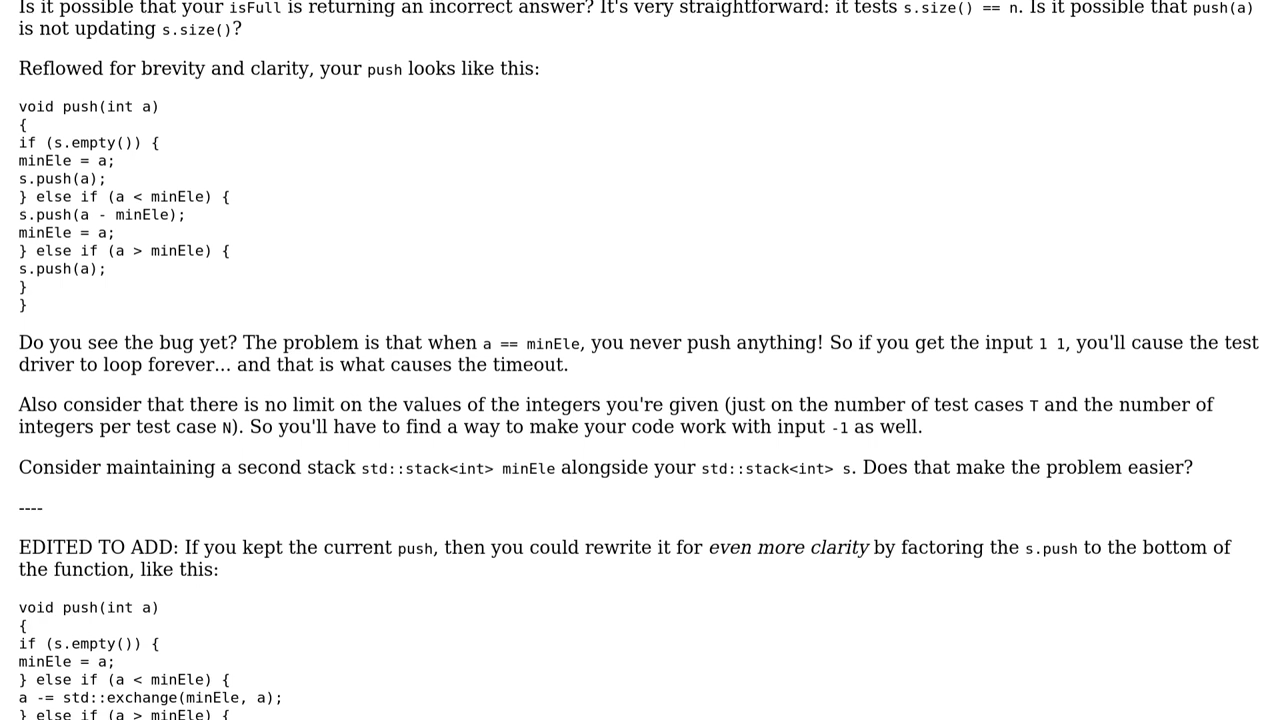 Is it possible that your isFull is returning an incorrect answer? It's very straightforward: it tests s.size() == n. Is it possible that push(a)
is not updating s.size()?
Reflowed for brevity and clarity, your push looks like this:
void push(int a)
{
if (s.empty()) {
minEle = a;
s.push(a);
} else if (a < minEle) {
s.push(a - minEle);
minEle = a;
} else if (a > minEle) {
s.push(a);
}
}
Do you see the bug yet? The problem is that when a == minEle, you never push anything! So if you get the input 1 1, you'll cause the test
driver to loop forever... and that is what causes the timeout.
Also consider that there is no limit on the values of the integers you're given (just on the number of test cases T and the number of
integers per test case N). So you'll have to find a way to make your code work with input -1 as well.
Consider maintaining a second stack std::stack<int> minEle alongside your std::stack<int> s. Does that make the problem easier?
----
EDITED TO ADD: If you kept the current push, then you could rewrite it for even more clarity by factoring the s.push to the bottom of
the function, like this:
void push(int a)
{
if (s.empty()) {
minEle = a;
} else if (a < minEle) {
a -= std::exchange(minEle, a);
} else if (a > minEle) {